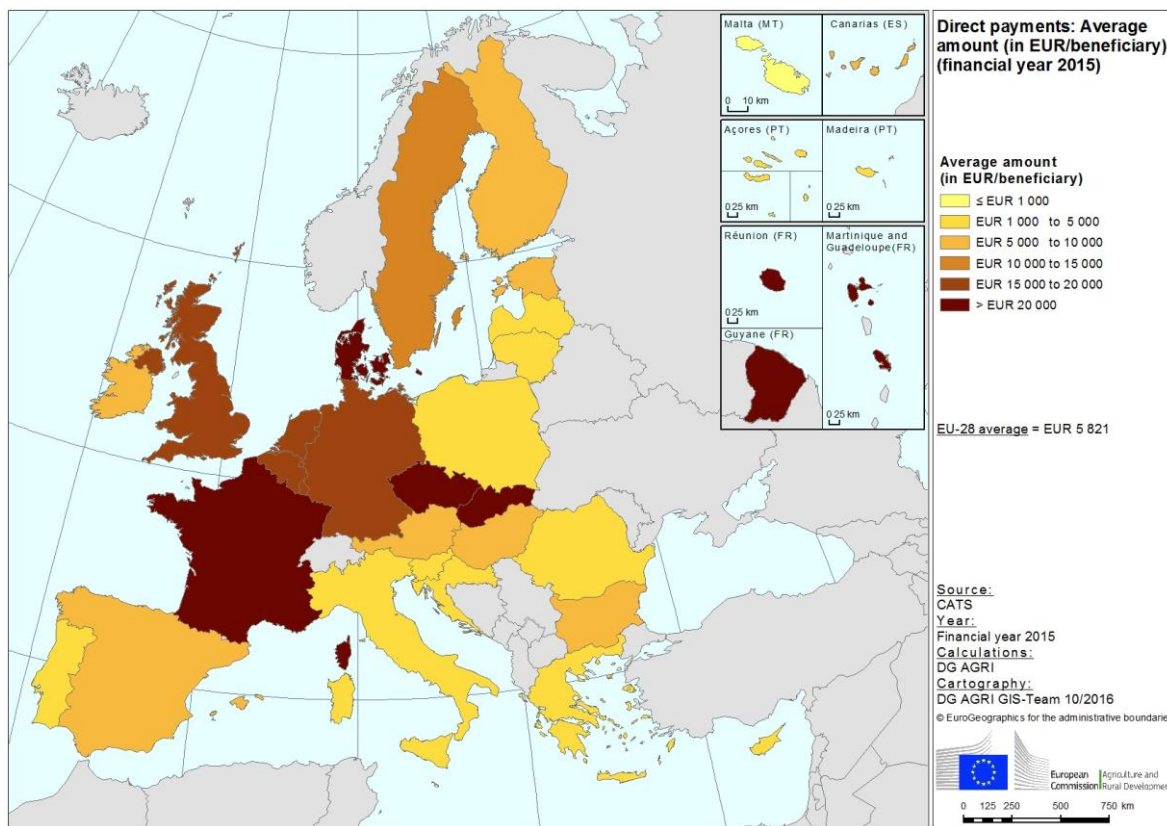 Malta (MT)
0 10 km
Canarias (ES)
Açores (PT)
0 25 km
Madeira (PT)
0 25 km
Réunion (FR)
0 25 km
Martinique and
Guadeloupe(FR)
Guyane (FR)
0 25 km
0 25 km
Direct payments: Average
amount (in EUR/beneficiary)
(financial year 2015)
Average amount
(in EUR/beneficiary)
≤ EUR 1 000
EUR 1 000 to 5 000
EUR 5 000 to 10 000
EUR 10 000 to 15 000
EUR 15 000 to 20 000
> EUR 20 000
EU-28 average = EUR 5 821
Source:
CATS
Year:
Financial year 2015
Calculations:
DG AGRI
Cartography:
DG AGRI GIS-Team 10/2016
© EuroGeographics for the administrative boundarie
European
Commission
Agriculture and
Rural Developmen
0 125 250 500 750 km